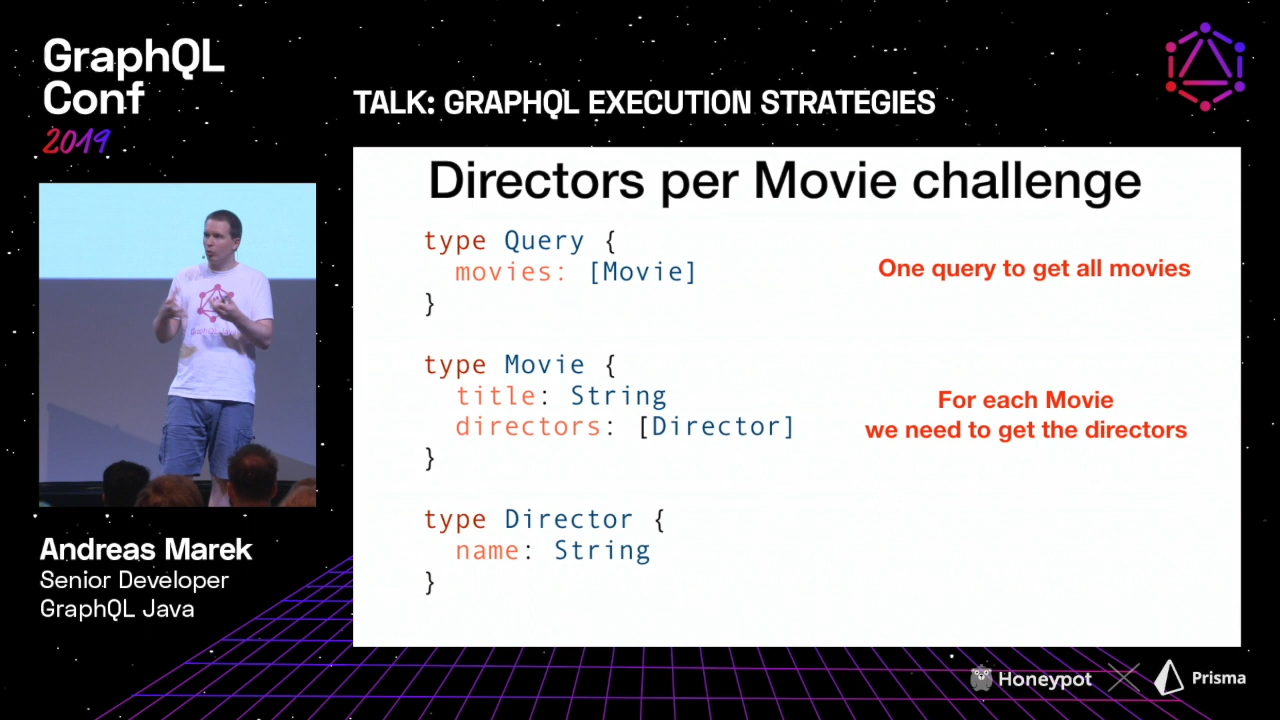 GraphQL
Conf
2019
TALK: GRAPHQL EXECUTION STRATEGIES
Directors per Movie challenge
type Query {
movies: [Movie]
}
One query to get all movies
type Movie {
title: String
directors: [Director]
}
For each Movie
we need to get the directors
type Director {
name: String
}
Andreas Marek
Senior Developer
GraphQL Java
Honeypot
Prisma